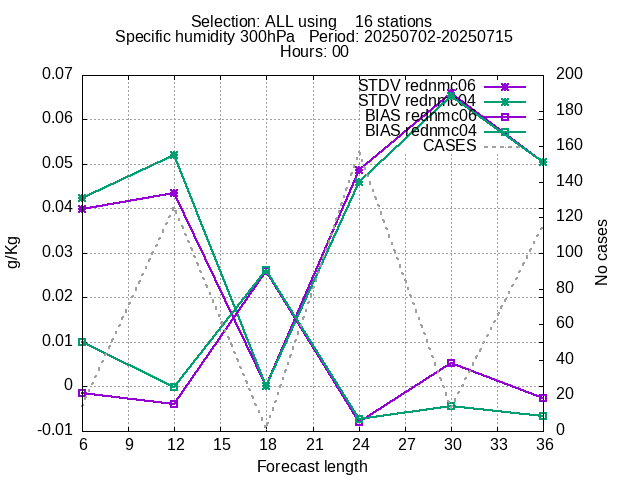 Selection: ALL using    16 stations
Specific humidity 300hPa   Period: 20250702-20250715
Hours: 00
0.07
0.06
0.05
0.04
0.03
0.02
0.01
0
-0.01
g/Kg
STDV rednmc06
STDV rednmc04
BIAS rednmc06
BIAS rednmc04
CASES
200
180
160
140
120
100
80
60
40
20
0
No cases
6 9 12 15 18 21 24 27 30 33 36
Forecast length